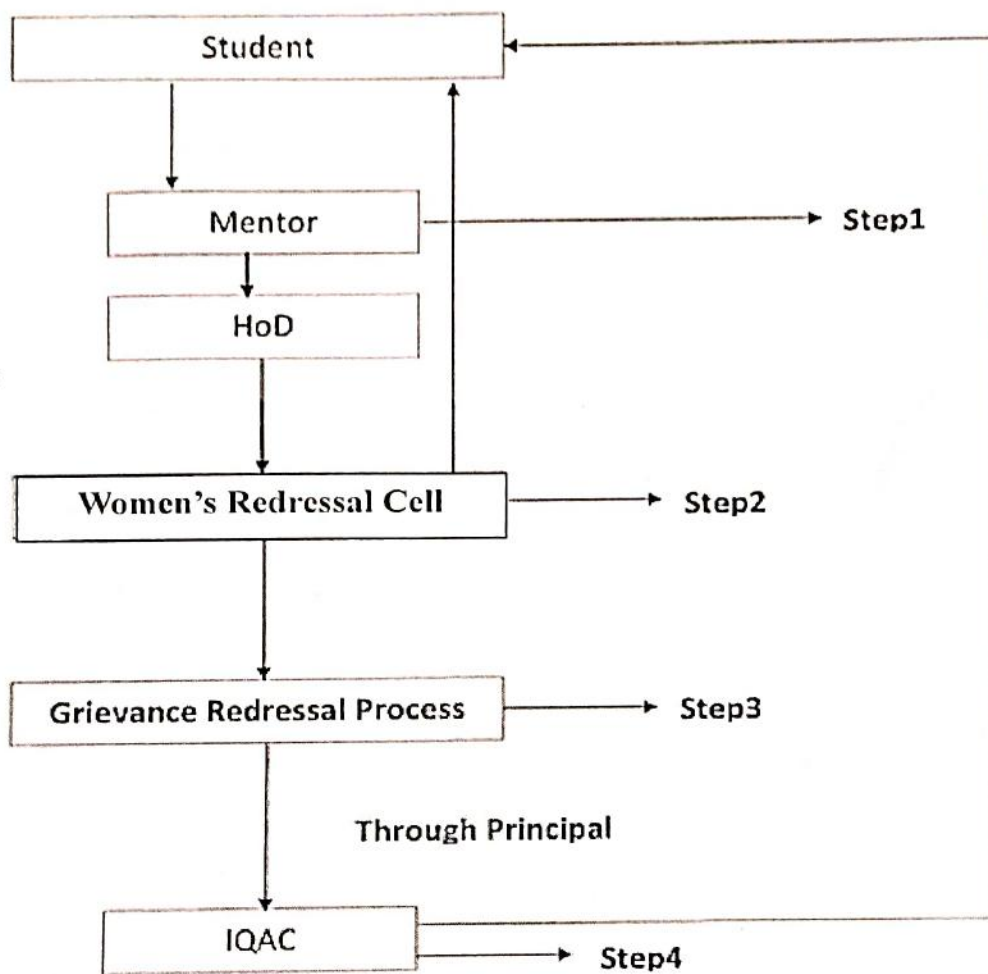 Student
Mentor
Step1
HoD
Women's Redressal Cell
Step2
Grievance Redressal Process
Step3
Through Principal
IQAC
Step4